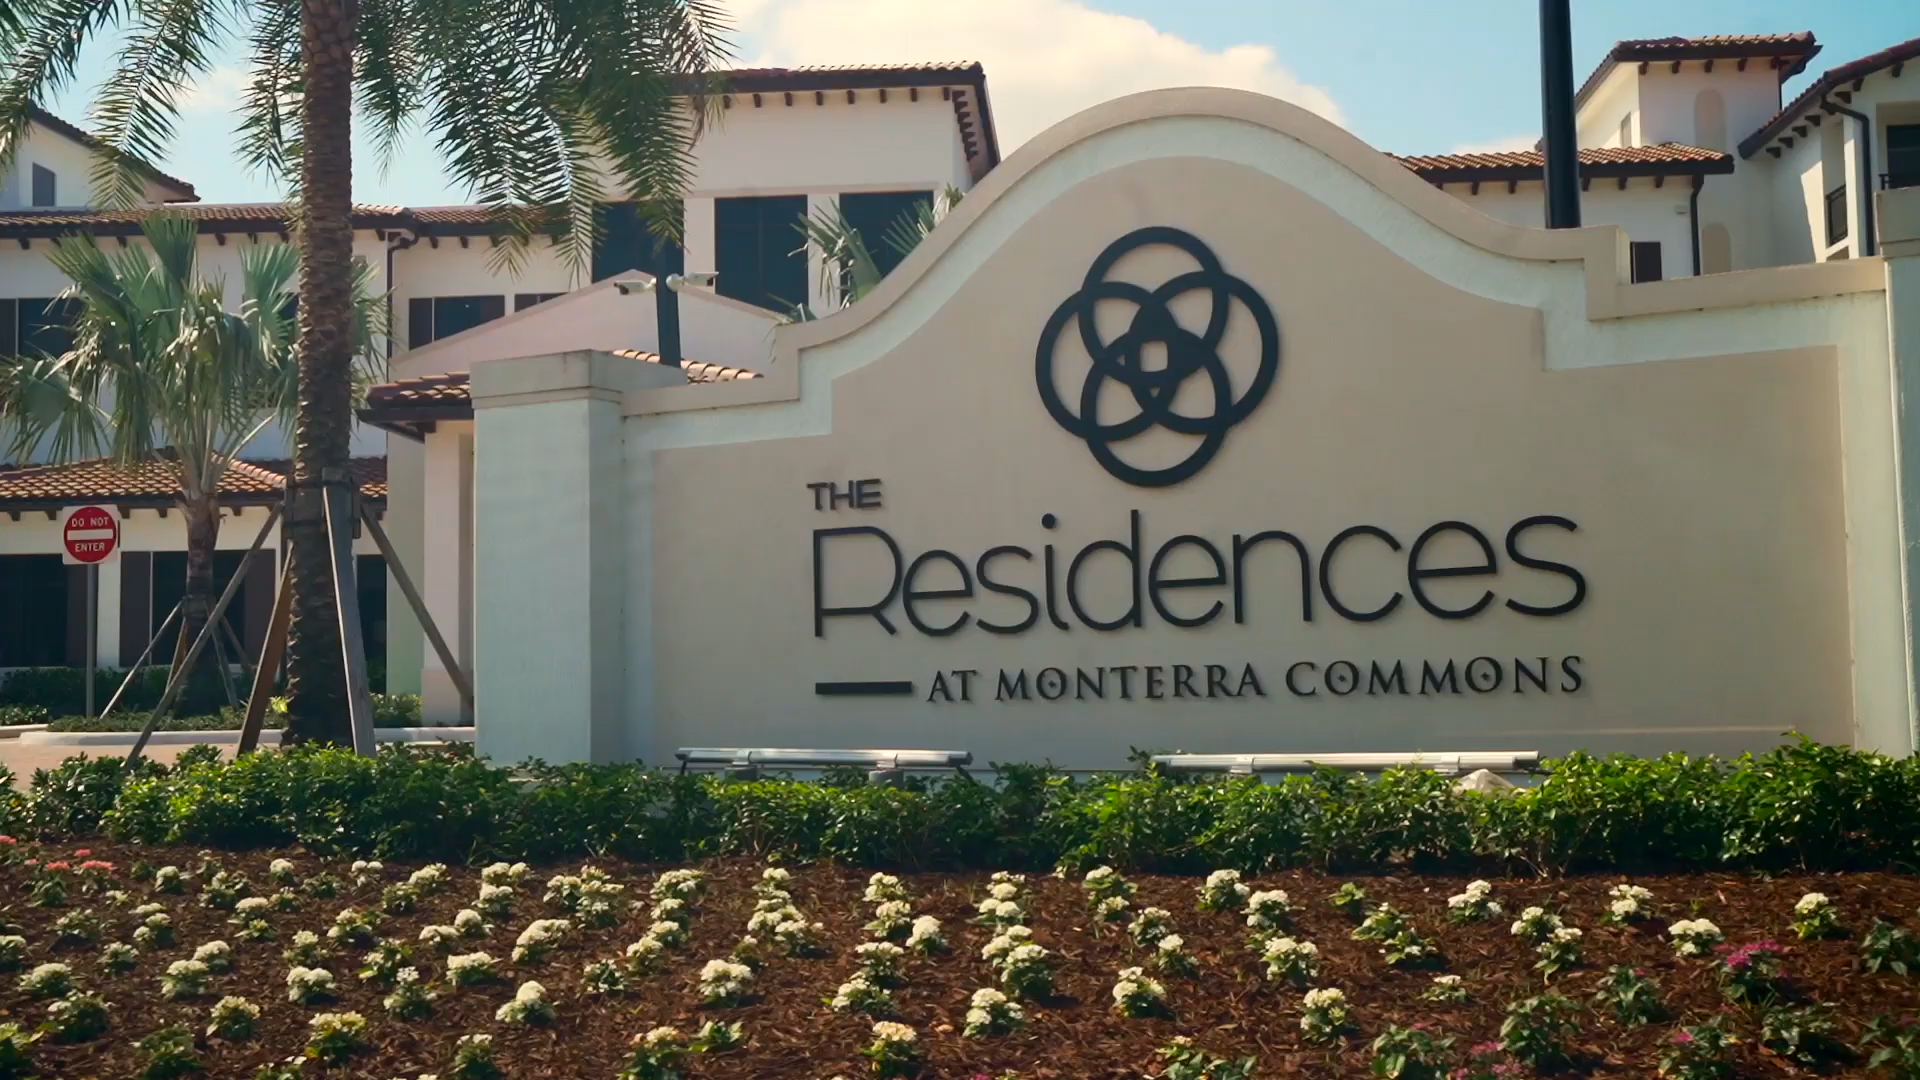 DO NOT
ENTER
THE
Residences
AT MONTERRA COMMONS